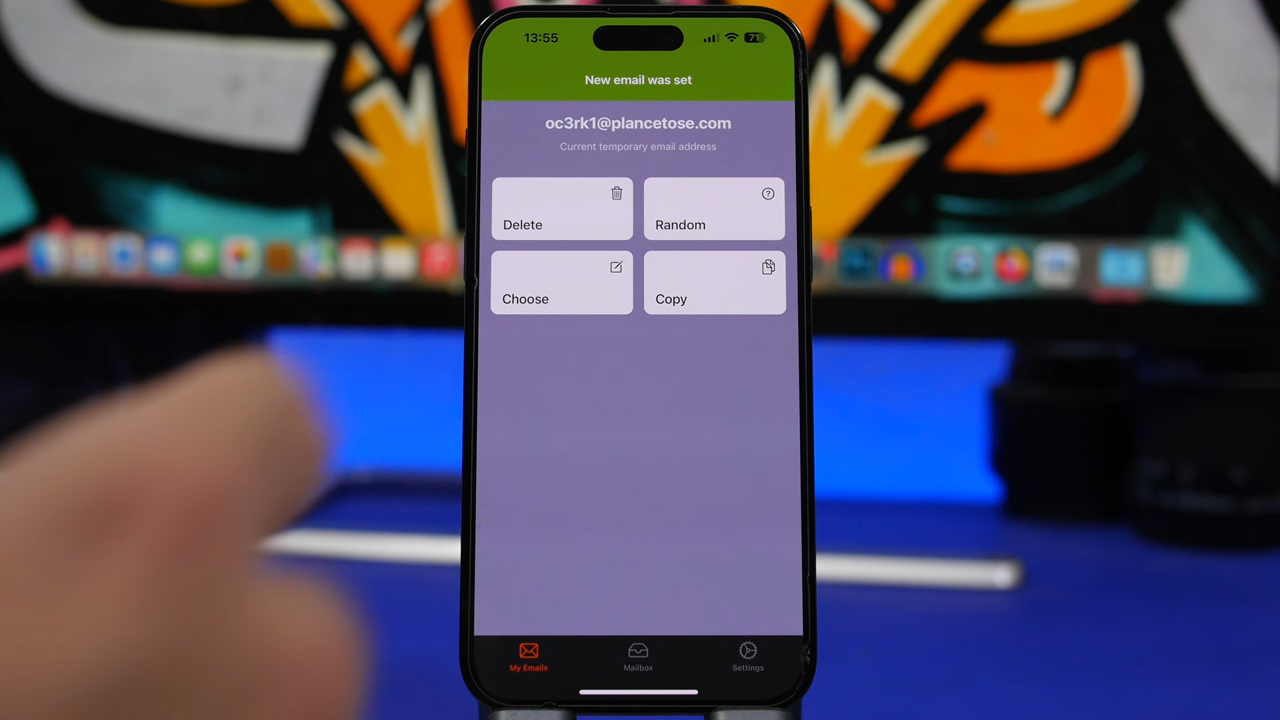 13:55
71
New email was set
oc3rk1@plancetose.com
Current temporary email address
Delete
Random
Choose
Copy
My Emails
Mailbox
Settings